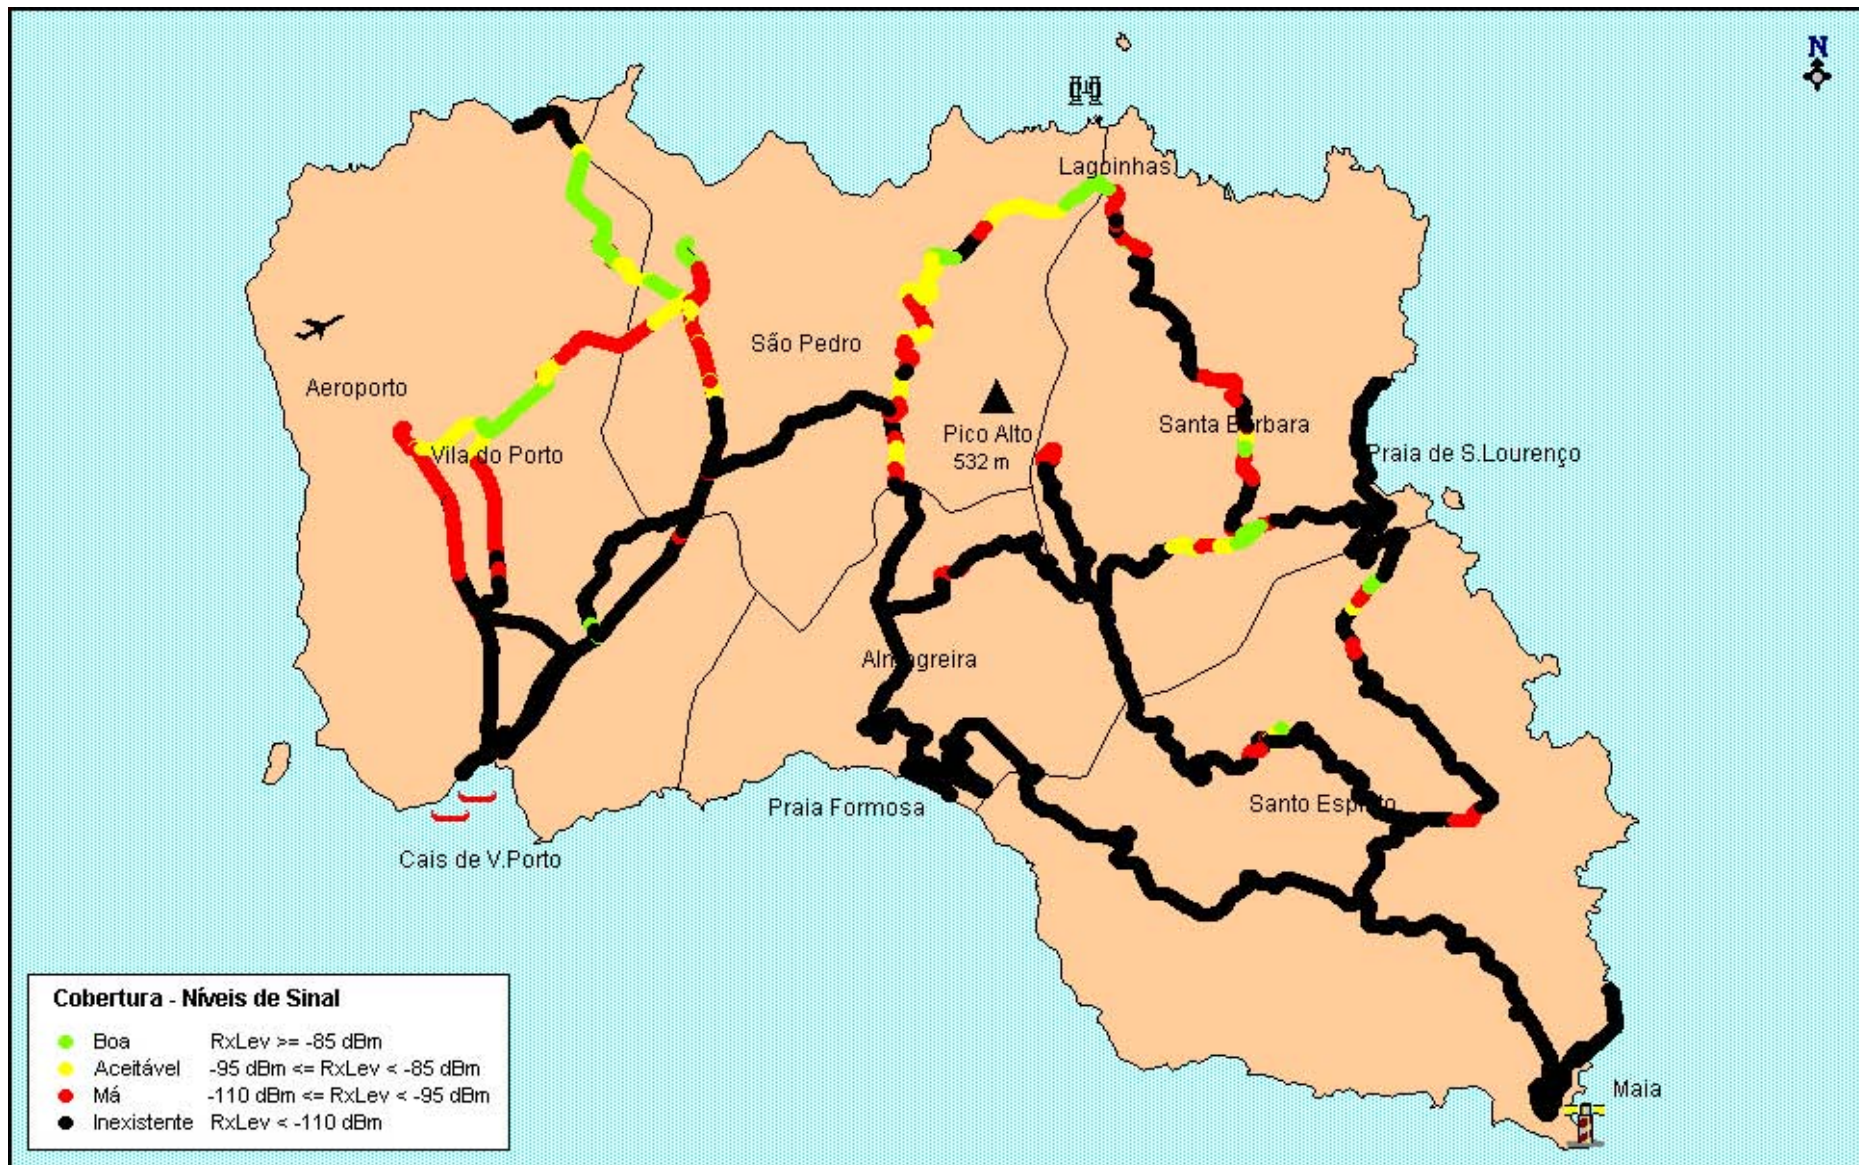 N
Lagoinhas
São Pedro
Aeroporto
Pico Alto
532 m
Santa Bárbara
Vila do Porto
Praia de S.Lourenço
Almagreira
Praia Formosa
Santo Espírito
Cais de V.Porto
Maia
Cobertura - Níveis de Sinal
Boa RxLev >= -85 dBm
Aceitável -95 dBm <= RxLev < -85 dBm
Má -110 dBm <= RxLev < -95 dBm
Inexistente RxLev < -110 dBm